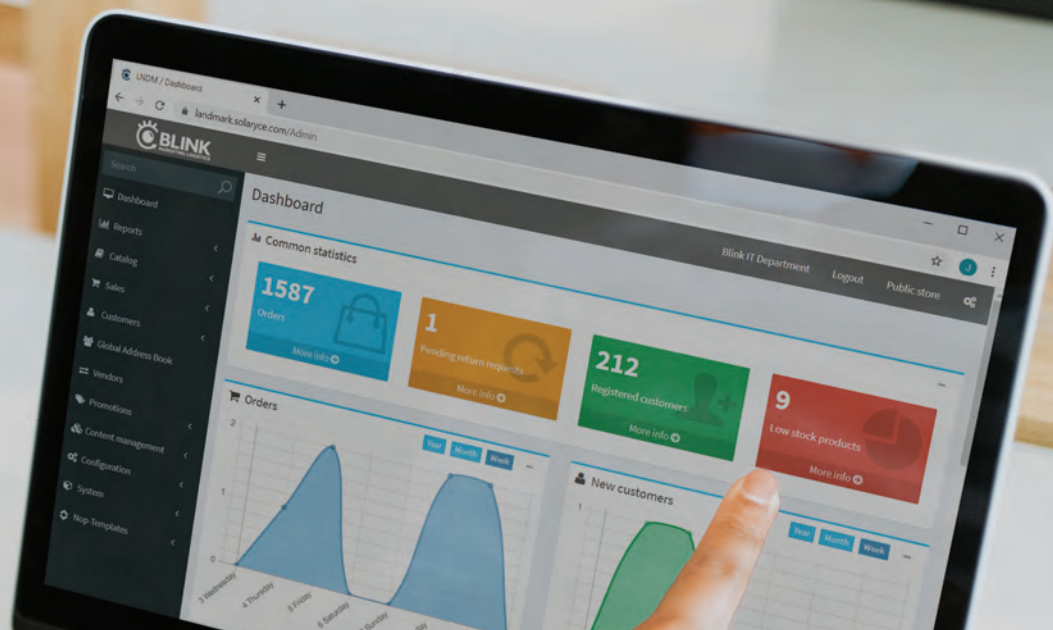 LNDM / Dashboard
landmark.solaryce.com/Admin
BLINK
MARKETING LOGISTICS
Blink IT Department
Logout
Public store
J
Search
Dashboard
Reports
Catalog
Sales
Customers
Global Address Book
Vendors
Promotions
Content management
Configuration
System
Nop-Templates
Dashboard
Common statistics
1587
Orders
More info
1
Pending return requests
More info
212
Registered customers
More info
9
Low stock products
More info
Orders
Year
Month
Week
2
1
0
3 Wednesday
4 Thursday
5 Friday
6 Saturday
Sunday
New customers
Year
Month
Week
1